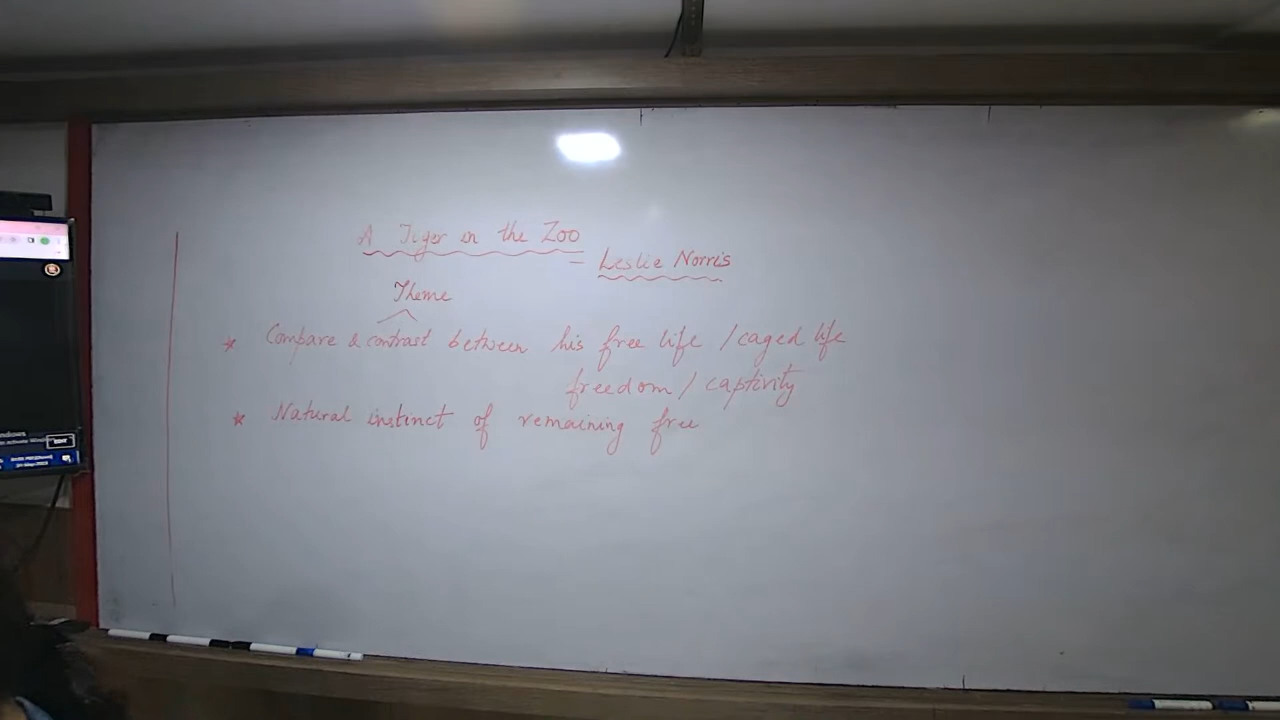 A Tiger in the Zoo
- Leslie Norris
Theme
* Compare & contrast between his free life / caged life
freedom / captivity
* Natural instinct of remaining free